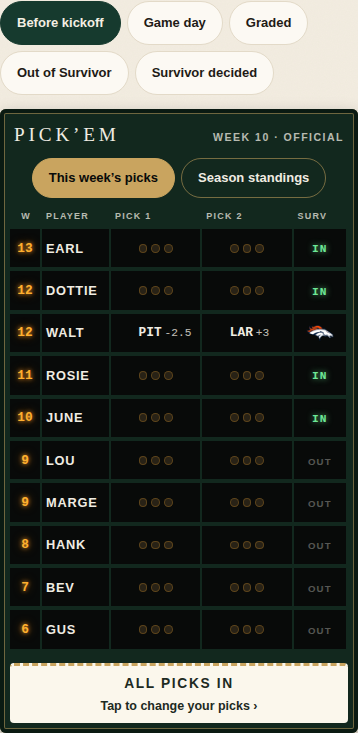 Before kickoff Game day Graded
Out of Survivor Survivor decided
PICK’EM WEEK 10 · OFFICIAL
This week’s picks Season standings
W PLAYER PICK 1 PICK 2 SURV
13 EARL IN
12 DOTTIE IN
12 WALT PIT -2.5 LAR +3
11 ROSIE IN
10 JUNE IN
9 LOU OUT
9 MARGE OUT
8 HANK OUT
7 BEV OUT
6 GUS OUT
ALL PICKS IN
Tap to change your picks ›